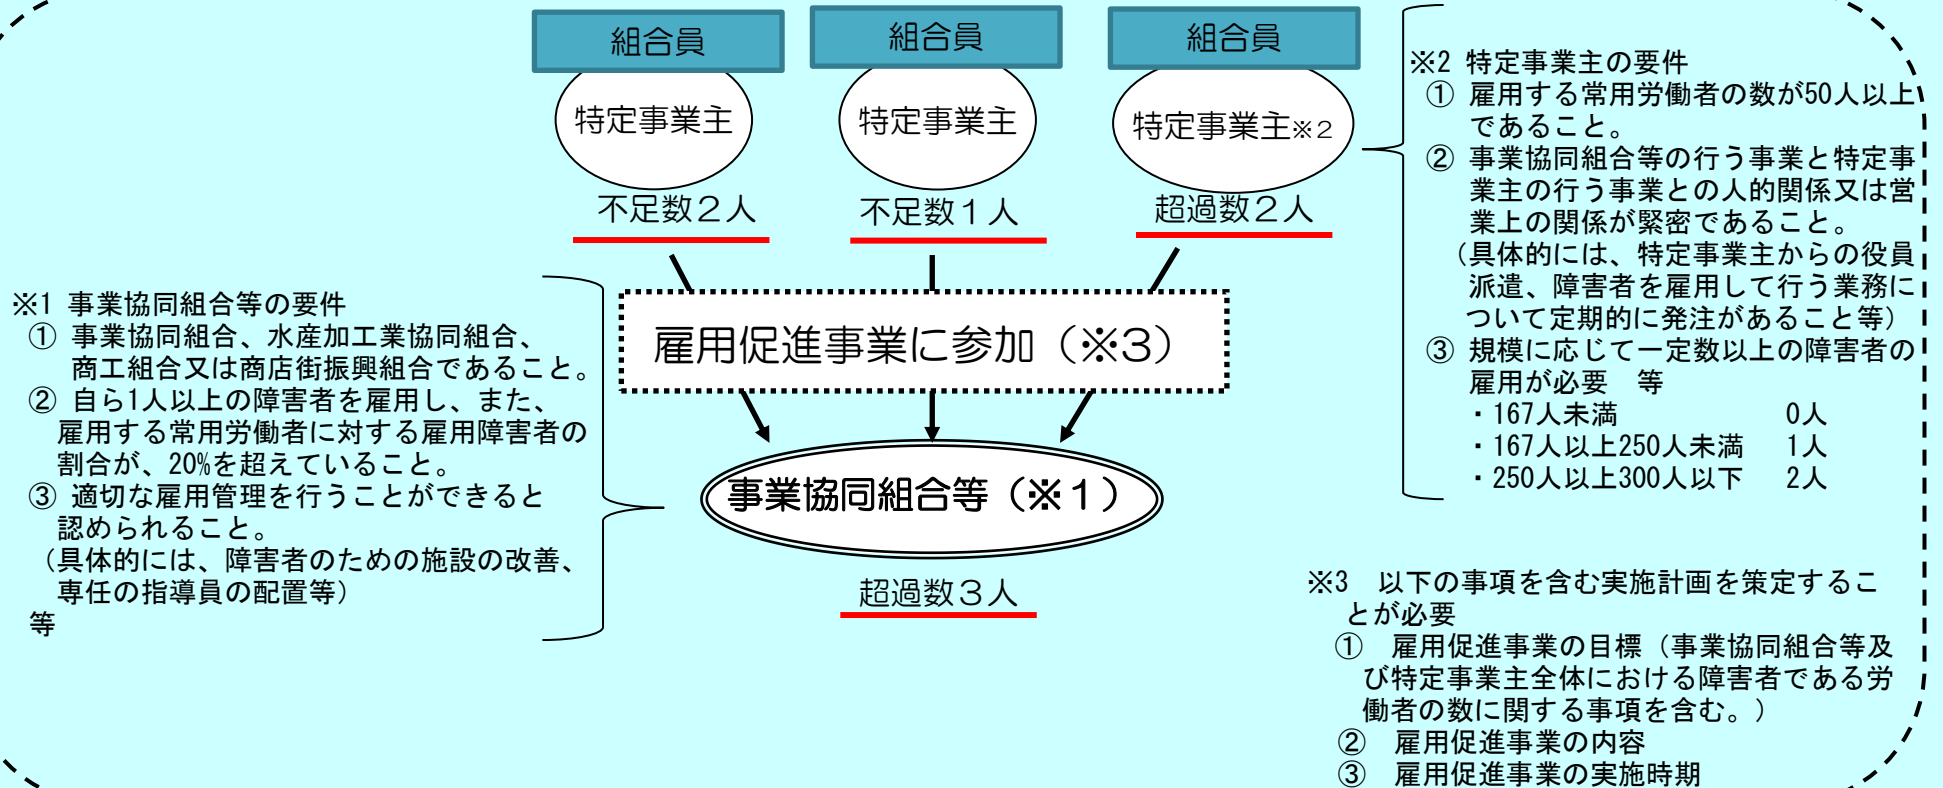 組合員
組合員
組合員
特定事業主
特定事業主
特定事業主※2
不足数2人
不足数1人
超過数2人
雇用促進事業に参加（※3）
事業協同組合等（※1）
超過数3人
※1 事業協同組合等の要件
① 事業協同組合、水産加工業協同組合、
商工組合又は商店街振興組合であること。
② 自ら1人以上の障害者を雇用し、また、
雇用する常用労働者に対する雇用障害者の
割合が、20%を超えていること。
③ 適切な雇用管理を行うことができると
認められること。
（具体的には、障害者のための施設の改善、
専任の指導員の配置等）
等
※2 特定事業主の要件
① 雇用する常用労働者の数が50人以上
であること。
② 事業協同組合等の行う事業と特定事
業主の行う事業との人的関係又は営
業上の関係が緊密であること。
（具体的には、特定事業主からの役員
派遣、障害者を雇用して行う業務に
ついて定期的に発注があること等）
③ 規模に応じて一定数以上の障害者の
雇用が必要 等
・167人未満 0人
・167人以上250人未満 1人
・250人以上300人以下 2人
※3 以下の事項を含む実施計画を策定するこ
とが必要
① 雇用促進事業の目標（事業協同組合等及
び特定事業主全体における障害者である労
働者の数に関する事項を含む。）
② 雇用促進事業の内容
③ 雇用促進事業の実施時期